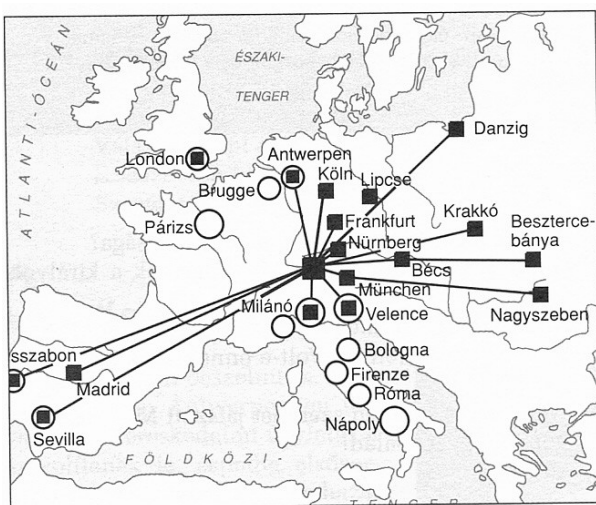 ÉSZAKI-
TENGER
ATLANTI-ÓCEÁN
Danzig
London
Antwerpen
Köln
Lipcse
Brugge
Krakkó
Párizs
Frankfurt
Nürnberg
Beszterce-
bánya
Bécs
München
Nagyszeben
Milánó
Velence
sszabon
Bologna
Madrid
Firenze
Róma
Sevilla
Nápoly
FÖLDKÖZI-
TENGER